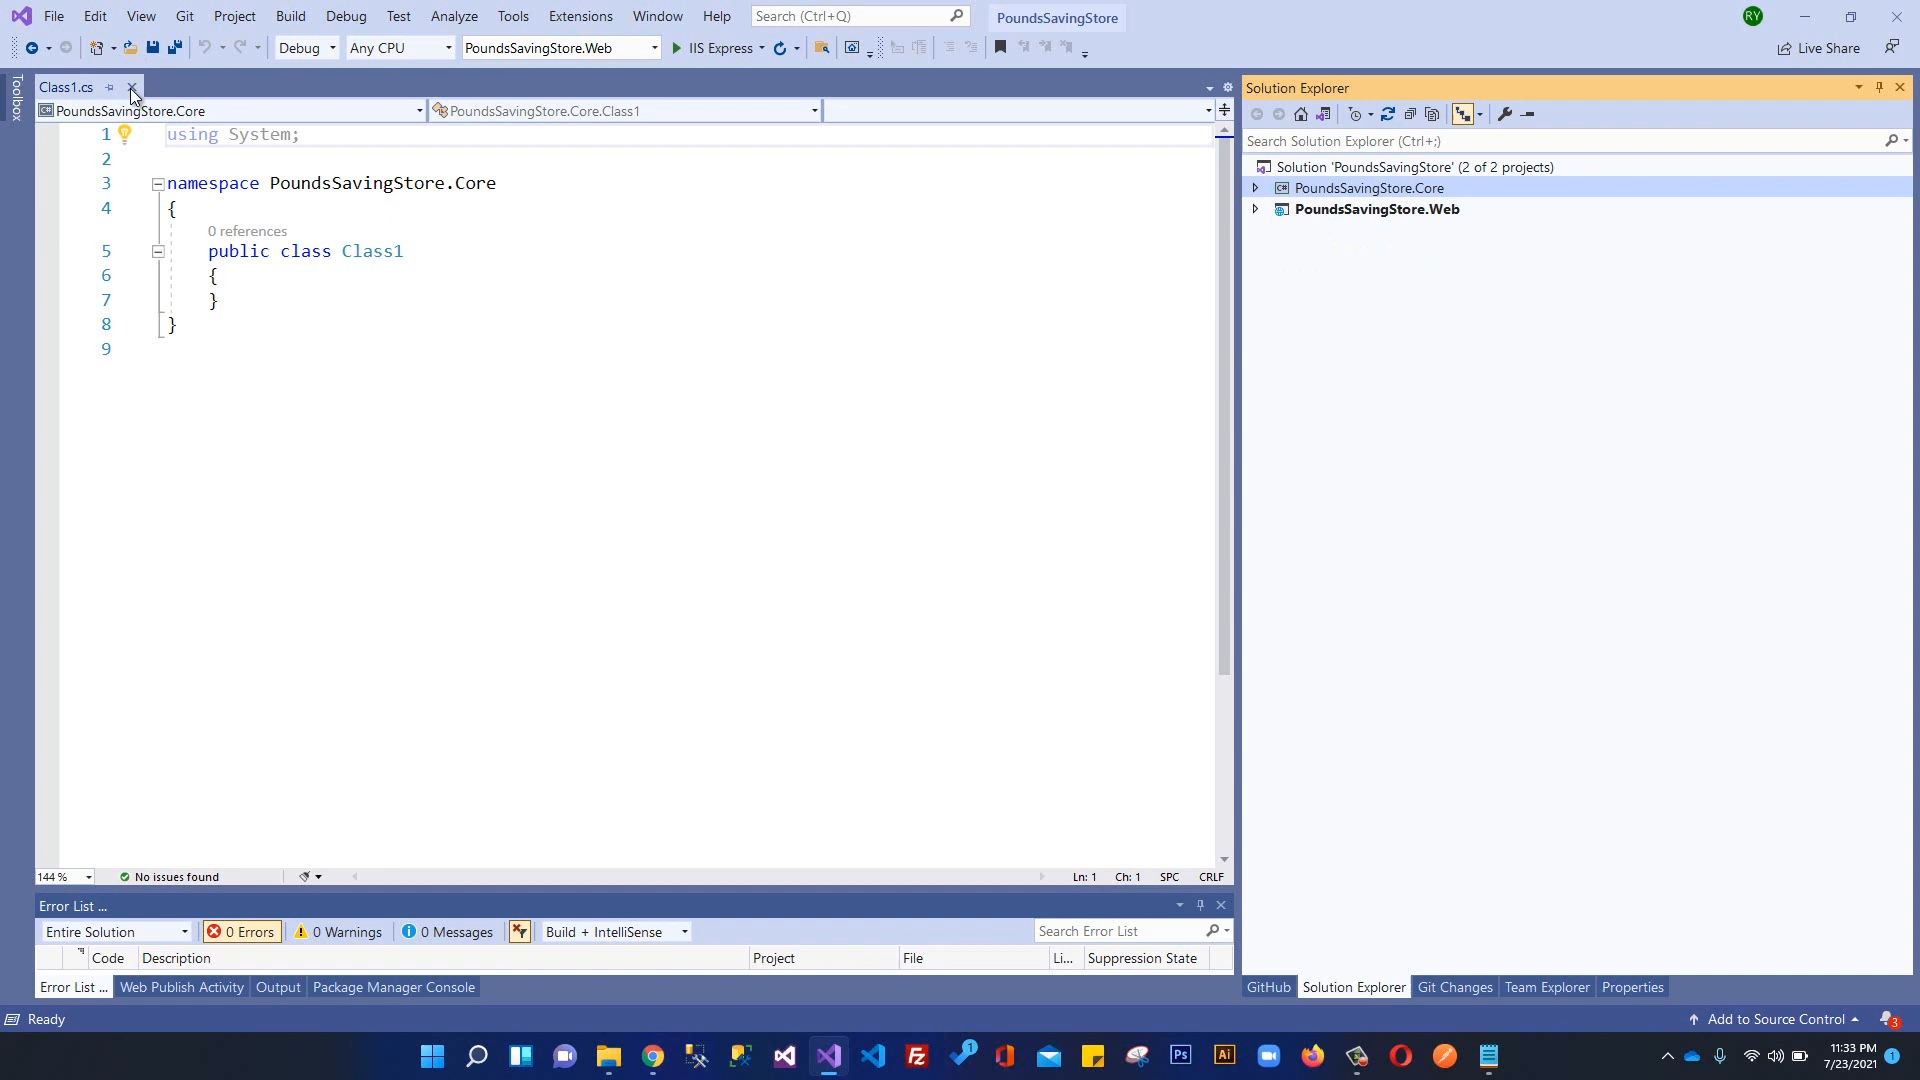 File Edit View Git Project Build Debug Test Analyze Tools Extensions Window Help Search (Ctrl+Q) PoundsSavingStore RY
Debug Any CPU PoundsSavingStore.Web IIS Express Live Share
Toolbox
Class1.cs
PoundsSavingStore.Core PoundsSavingStore.Core.Class1
1 using System;
2
3 namespace PoundsSavingStore.Core
4 {
0 references
5 public class Class1
6 {
7 }
8 }
9
144 % No issues found Ln: 1 Ch: 1 SPC CRLF
Error List ...
Entire Solution 0 Errors 0 Warnings 0 Messages Build + IntelliSense Search Error List
Code Description Project File Li... Suppression State
Error List ... Web Publish Activity Output Package Manager Console
Solution Explorer
Search Solution Explorer (Ctrl+;)
Solution 'PoundsSavingStore' (2 of 2 projects)
PoundsSavingStore.Core
PoundsSavingStore.Web
GitHub Solution Explorer Git Changes Team Explorer Properties
Ready Add to Source Control 3
1 Ps Ai 11:33 PM 1
7/23/2021